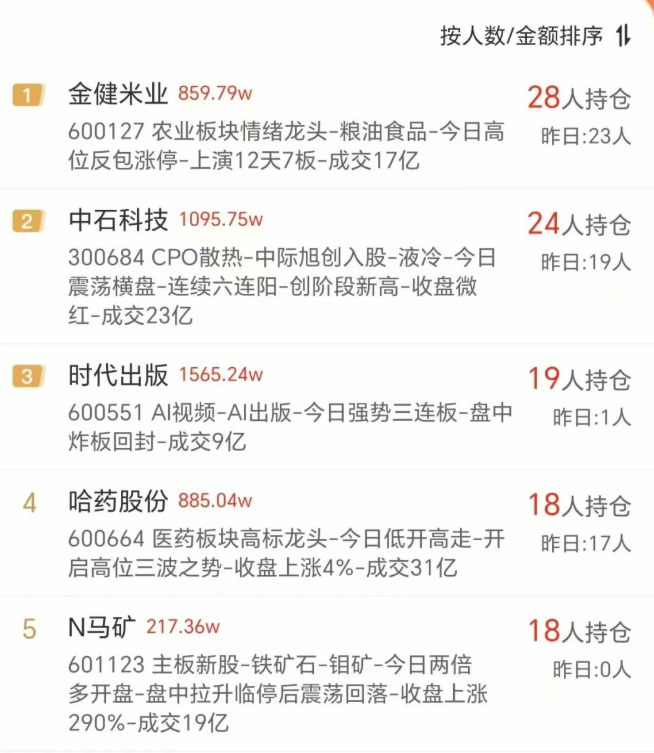 按人数/金额排序
1 金健米业 859.79w 28人持仓
600127 农业板块情绪龙头-粮油食品-今日高 昨日:23人
位反包涨停-上演12天7板-成交17亿
2 中石科技 1095.75w 24人持仓
300684 CPO散热-中际旭创入股-液冷-今日 昨日:19人
震荡横盘-连续六连阳-创阶段新高-收盘微
红-成交23亿
3 时代出版 1565.24w 19人持仓
600551 AI视频-AI出版-今日强势三连板-盘中 昨日:1人
炸板回封-成交9亿
4 哈药股份 885.04w 18人持仓
600664 医药板块高标龙头-今日低开高走-开 昨日:17人
启高位三波之势-收盘上涨4%-成交31亿
5 N马矿 217.36w 18人持仓
601123 主板新股-铁矿石-钼矿-今日两倍 昨日:0人
多开盘-盘中拉升临停后震荡回落-收盘上涨
290%-成交19亿